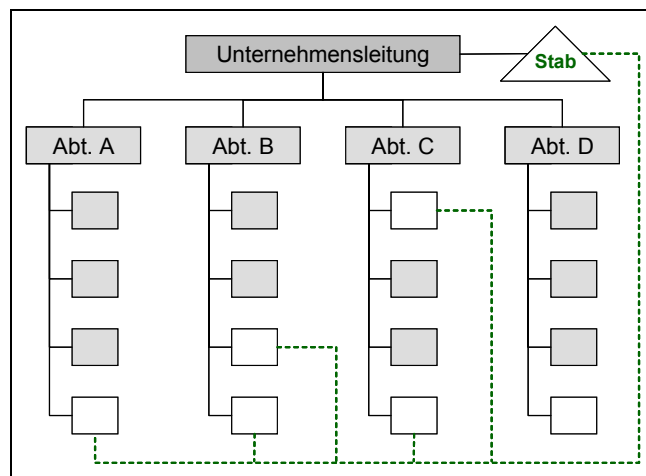 Unternehmensleitung
Stab
Abt. A
Abt. B
Abt. C
Abt. D